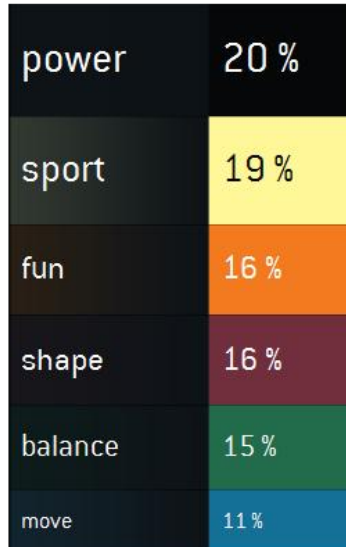 power 20 %
sport 19 %
fun 16 %
shape 16 %
balance 15 %
move 11 %